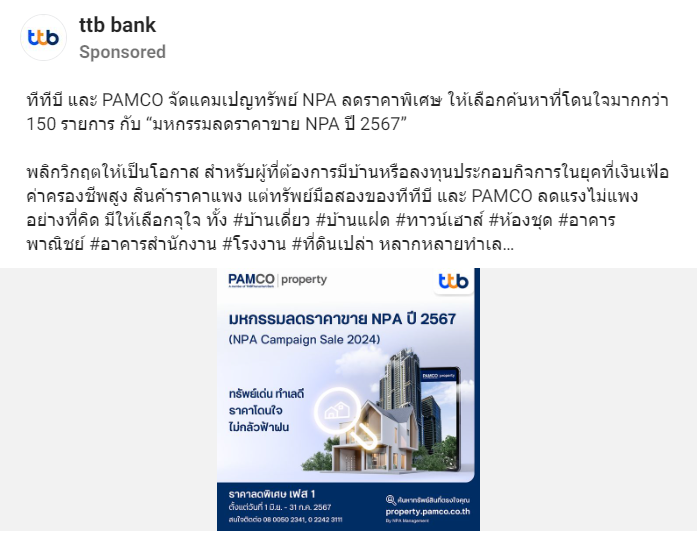 ttb
ttb bank
Sponsored
ทีทีบี และ PAMCO จัดแคมเปญทรัพย์ NPA ลดราคาพิเศษ ให้เลือกค้นหาที่โดนใจมากกว่า
150 รายการ กับ “มหกรรมลดราคาขาย NPA ปี 2567”
พลิกวิกฤตให้เป็นโอกาส สำหรับผู้ที่ต้องการมีบ้านหรือลงทุนประกอบกิจการในยุคที่เงินเฟ้อ
ค่าครองชีพสูง สินค้าราคาแพง แต่ทรัพย์มือสองของทีทีบี และ PAMCO ลดแรงไม่แพง
อย่างที่คิด มีให้เลือกจุใจ ทั้ง #บ้านเดี่ยว #บ้านแฝด #ทาวน์เฮาส์ #ห้องชุด #อาคาร
พาณิชย์ #อาคารสำนักงาน #โรงงาน #ที่ดินเปล่า หลากหลายทำเล...
PAMCO property
ttb
มหกรรมลดราคาขาย NPA ปี 2567
(NPA Campaign Sale 2024)
PAMCO property
ทรัพย์เด่น ทำเลดี
ราคาโดนใจ
ไม่กลัวฟ้าฝน
ราคาลดพิเศษ เฟส 1
ตั้งแต่วันที่ 1 มิ.ย. - 31 ก.ค. 2567
สนใจติดต่อ 08 0050 2341, 0 2242 3111
ค้นหาทรัพย์สินที่ตรงใจคุณ
property.pamco.co.th
By NPA Management